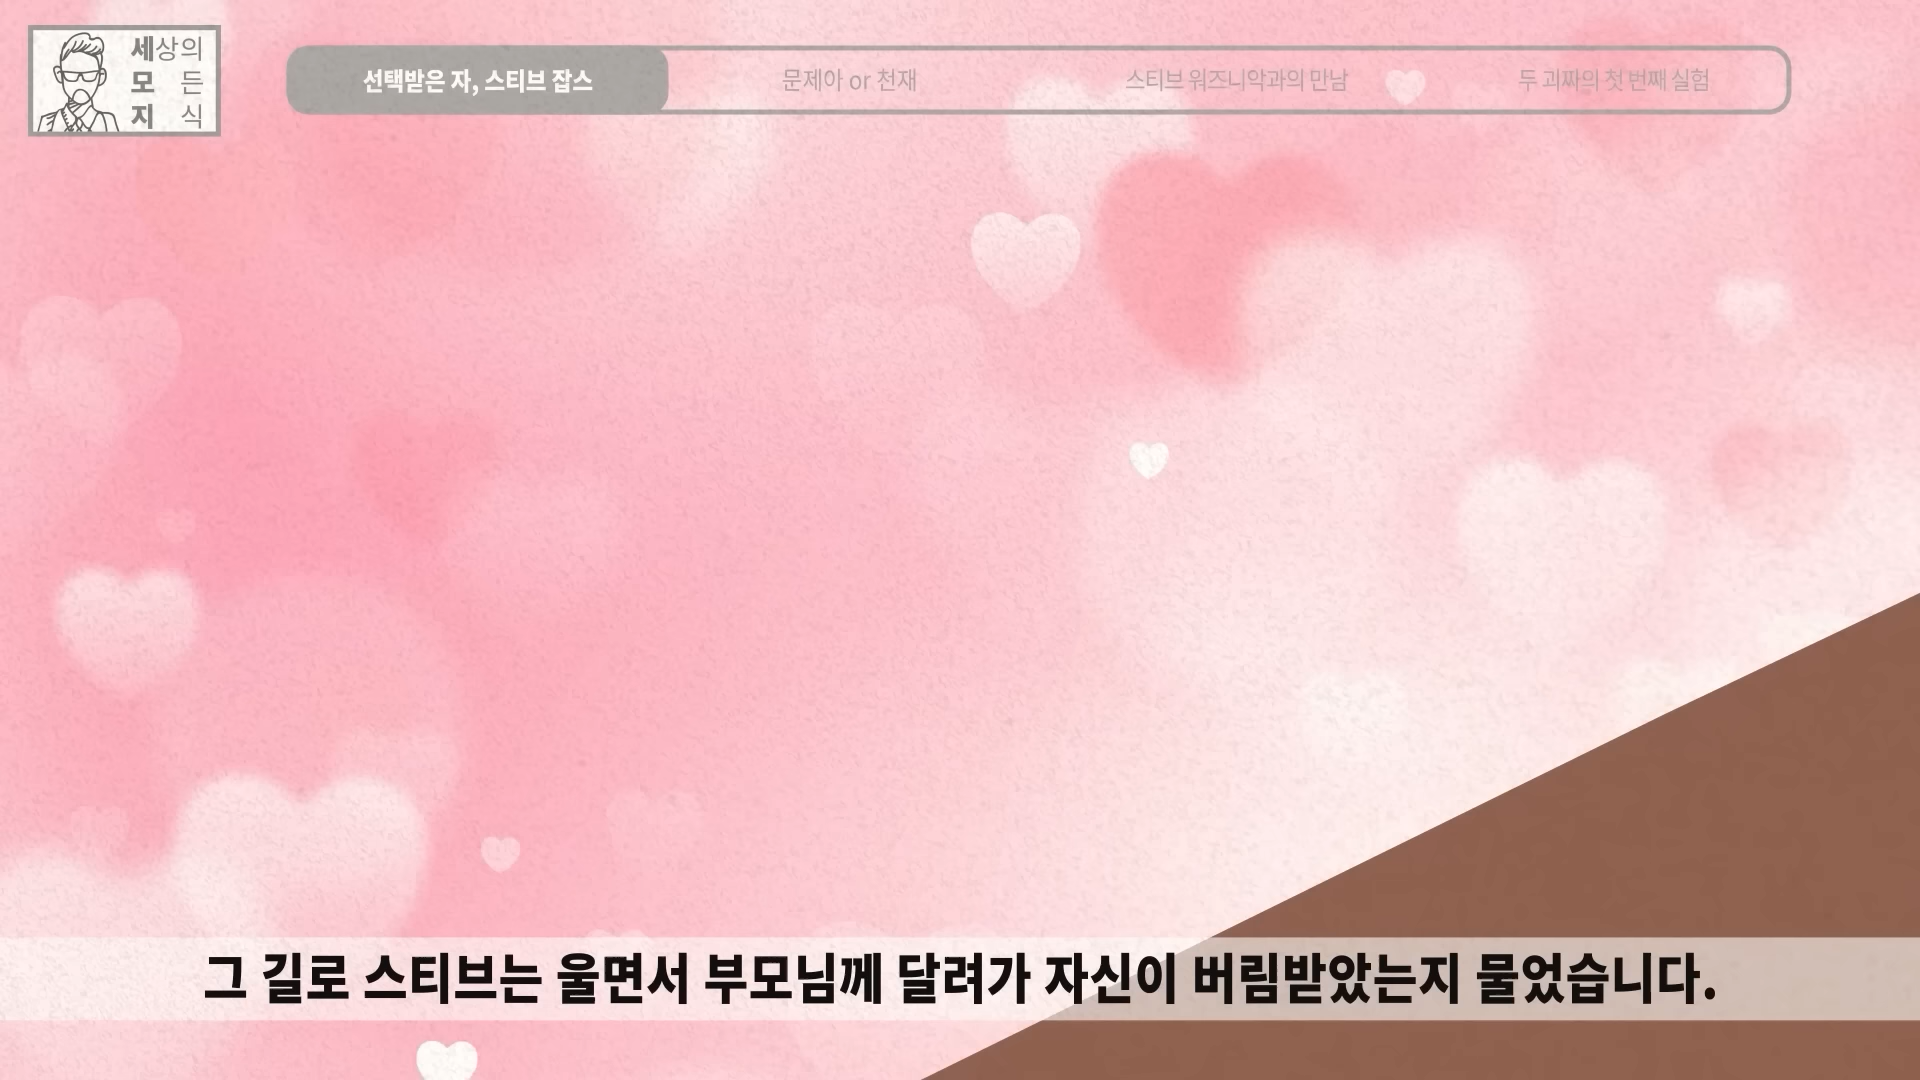 세상의
모든
지식
선택받은 자, 스티브 잡스
문제아 or 천재
스티브 워즈니악과의 만남
두 괴짜의 첫 번째 실험
그 길로 스티브는 울면서 부모님께 달려가 자신이 버림받았는지 물었습니다.